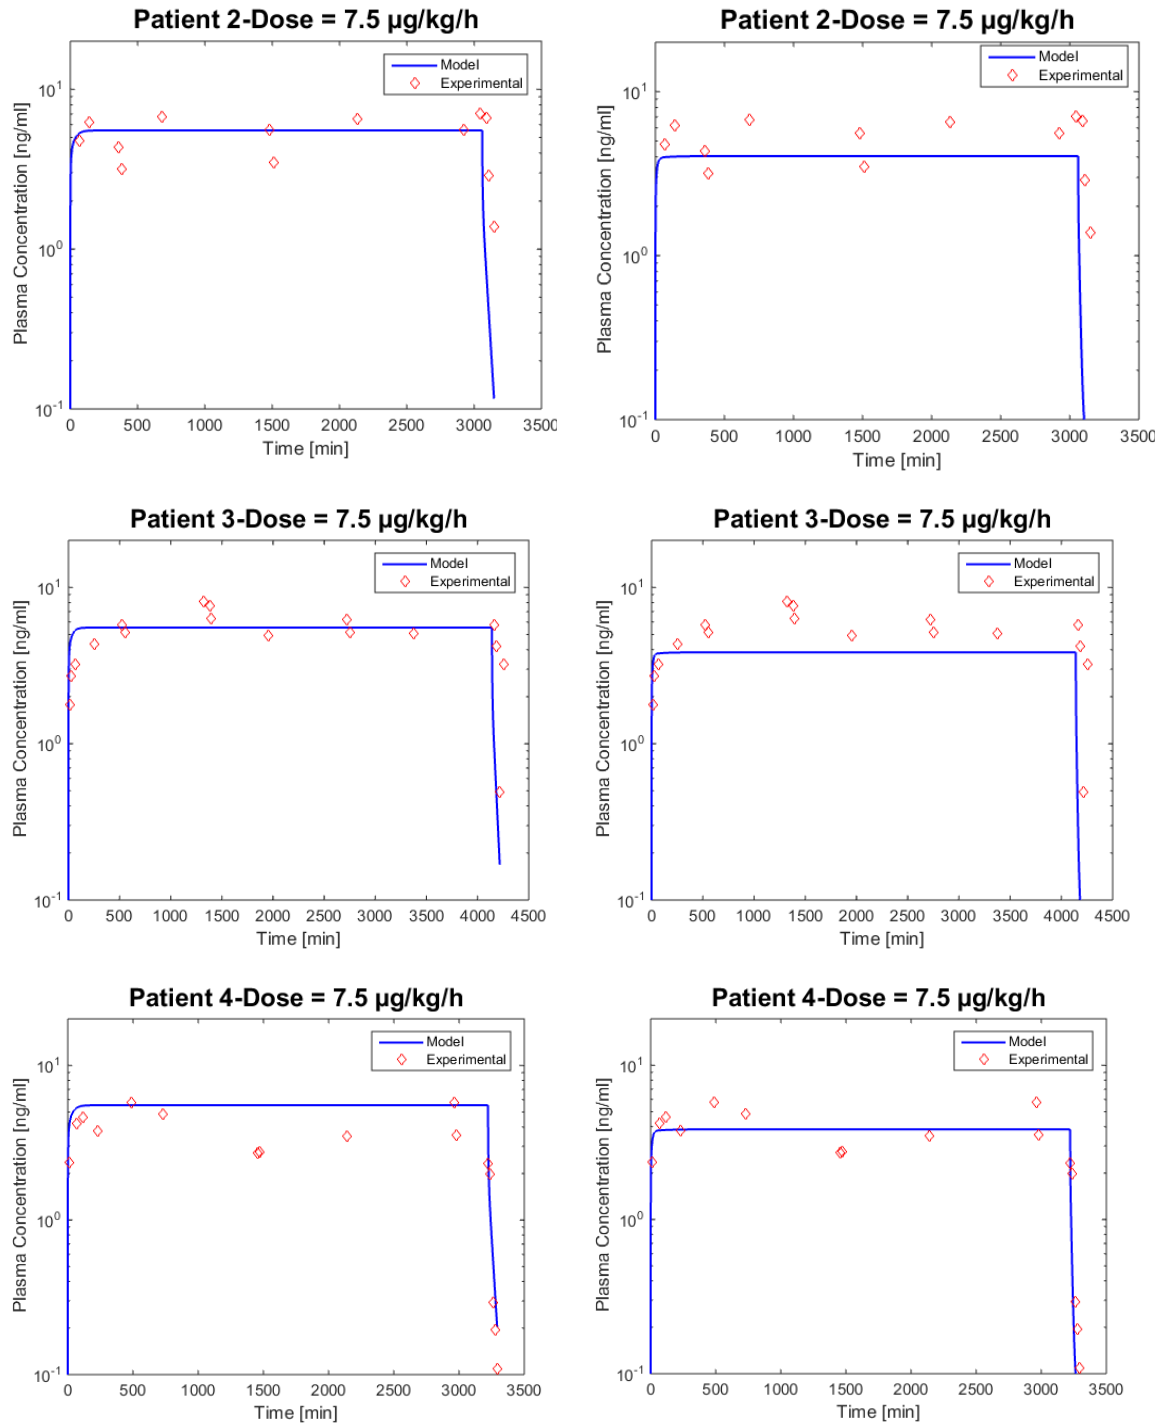 Patient 2-Dose = 7.5 µg/kg/h
Model
Experimental
10^1
10^0
10^-1
Plasma Concentration [ng/ml]
0 500 1000 1500 2000 2500 3000 3500
Time [min]
Patient 2-Dose = 7.5 µg/kg/h
Model
Experimental
10^1
10^0
10^-1
Plasma Concentration [ng/ml]
0 500 1000 1500 2000 2500 3000 3500
Time [min]
Patient 3-Dose = 7.5 µg/kg/h
Model
Experimental
10^1
10^0
10^-1
Plasma Concentration [ng/ml]
0 500 1000 1500 2000 2500 3000 3500 4000 4500
Time [min]
Patient 3-Dose = 7.5 µg/kg/h
Model
Experimental
10^1
10^0
10^-1
Plasma Concentration [ng/ml]
0 500 1000 1500 2000 2500 3000 3500 4000 4500
Time [min]
Patient 4-Dose = 7.5 µg/kg/h
Model
Experimental
10^1
10^0
10^-1
Plasma Concentration [ng/ml]
0 500 1000 1500 2000 2500 3000 3500
Time [min]
Patient 4-Dose = 7.5 µg/kg/h
Model
Experimental
10^1
10^0
10^-1
Plasma Concentration [ng/ml]
0 500 1000 1500 2000 2500 3000 3500
Time [min]